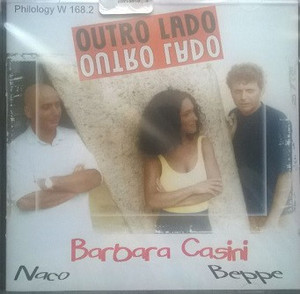 Philology W 168.2
OUTRO LADO
OUTRO LADO
Barbara Casini
Naco
Beppe